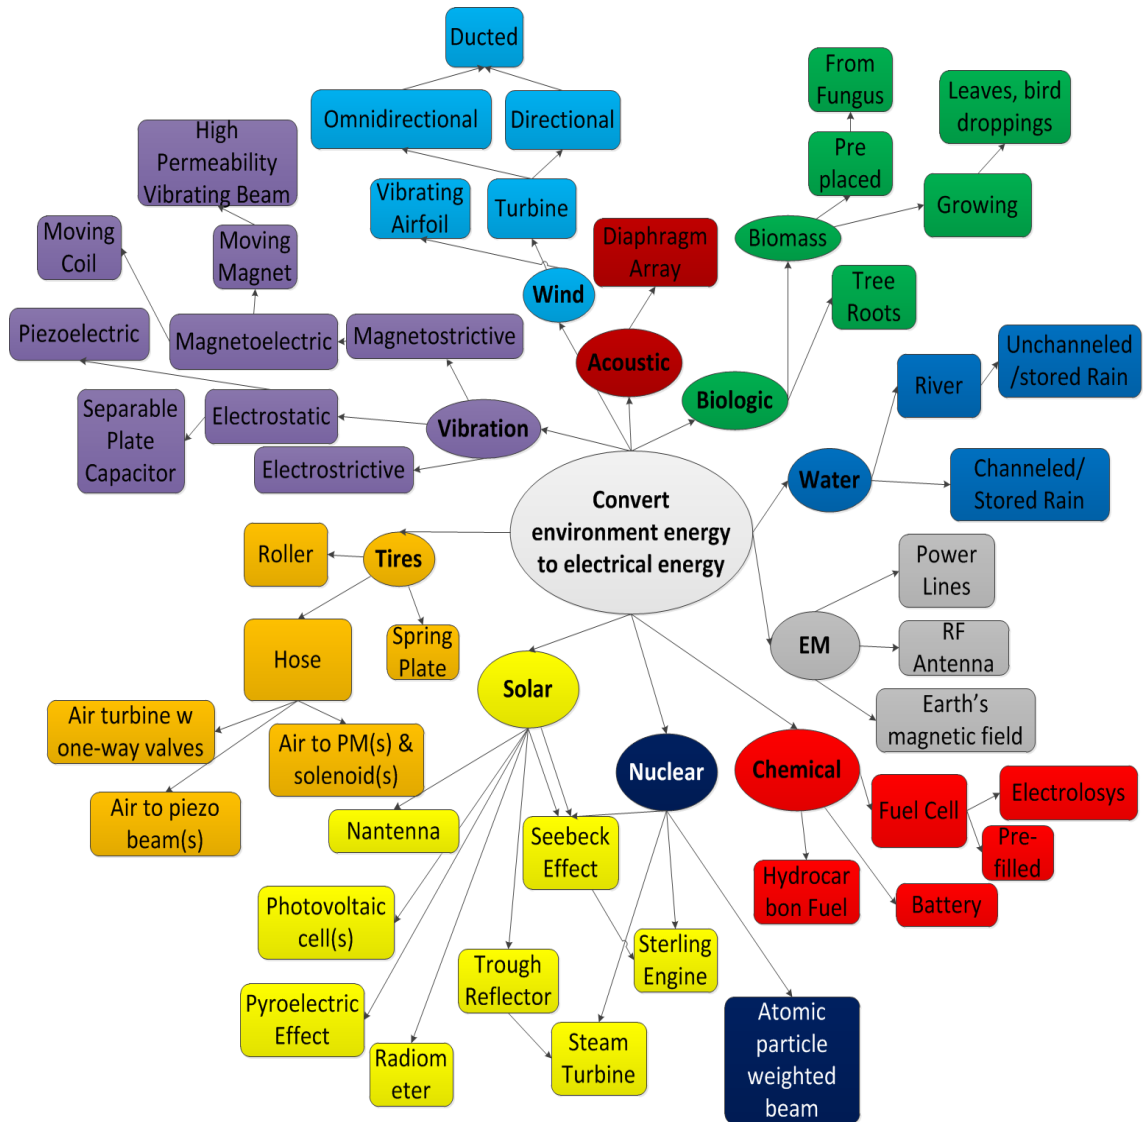 Ducted
Omnidirectional
Directional
Vibrating
Airfoil
Turbine
Wind
High
Permeability
Vibrating Beam
Moving
Coil
Moving
Magnet
Piezoelectric
Magnetoelectric
Magnetostrictive
Separable
Plate
Capacitor
Electrostatic
Electrostrictive
Vibration
Diaphragm
Array
Acoustic
From
Fungus
Pre
placed
Leaves, bird
droppings
Growing
Biomass
Tree
Roots
Biologic
Unchanneled
/stored Rain
River
Water
Channeled/
Stored Rain
Convert
environment energy
to electrical energy
Power
Lines
EM
RF
Antenna
Earth's
magnetic field
Roller
Tires
Hose
Spring
Plate
Air turbine w
one-way valves
Air to PM(s) &
solenoid(s)
Air to piezo
beam(s)
Solar
Nantenna
Seebeck
Effect
Photovoltaic
cell(s)
Pyroelectric
Effect
Radiom
eter
Trough
Reflector
Steam
Turbine
Sterling
Engine
Nuclear
Atomic
particle
weighted
beam
Chemical
Fuel Cell
Electrolosys
Pre-
filled
Hydrocar
bon Fuel
Battery